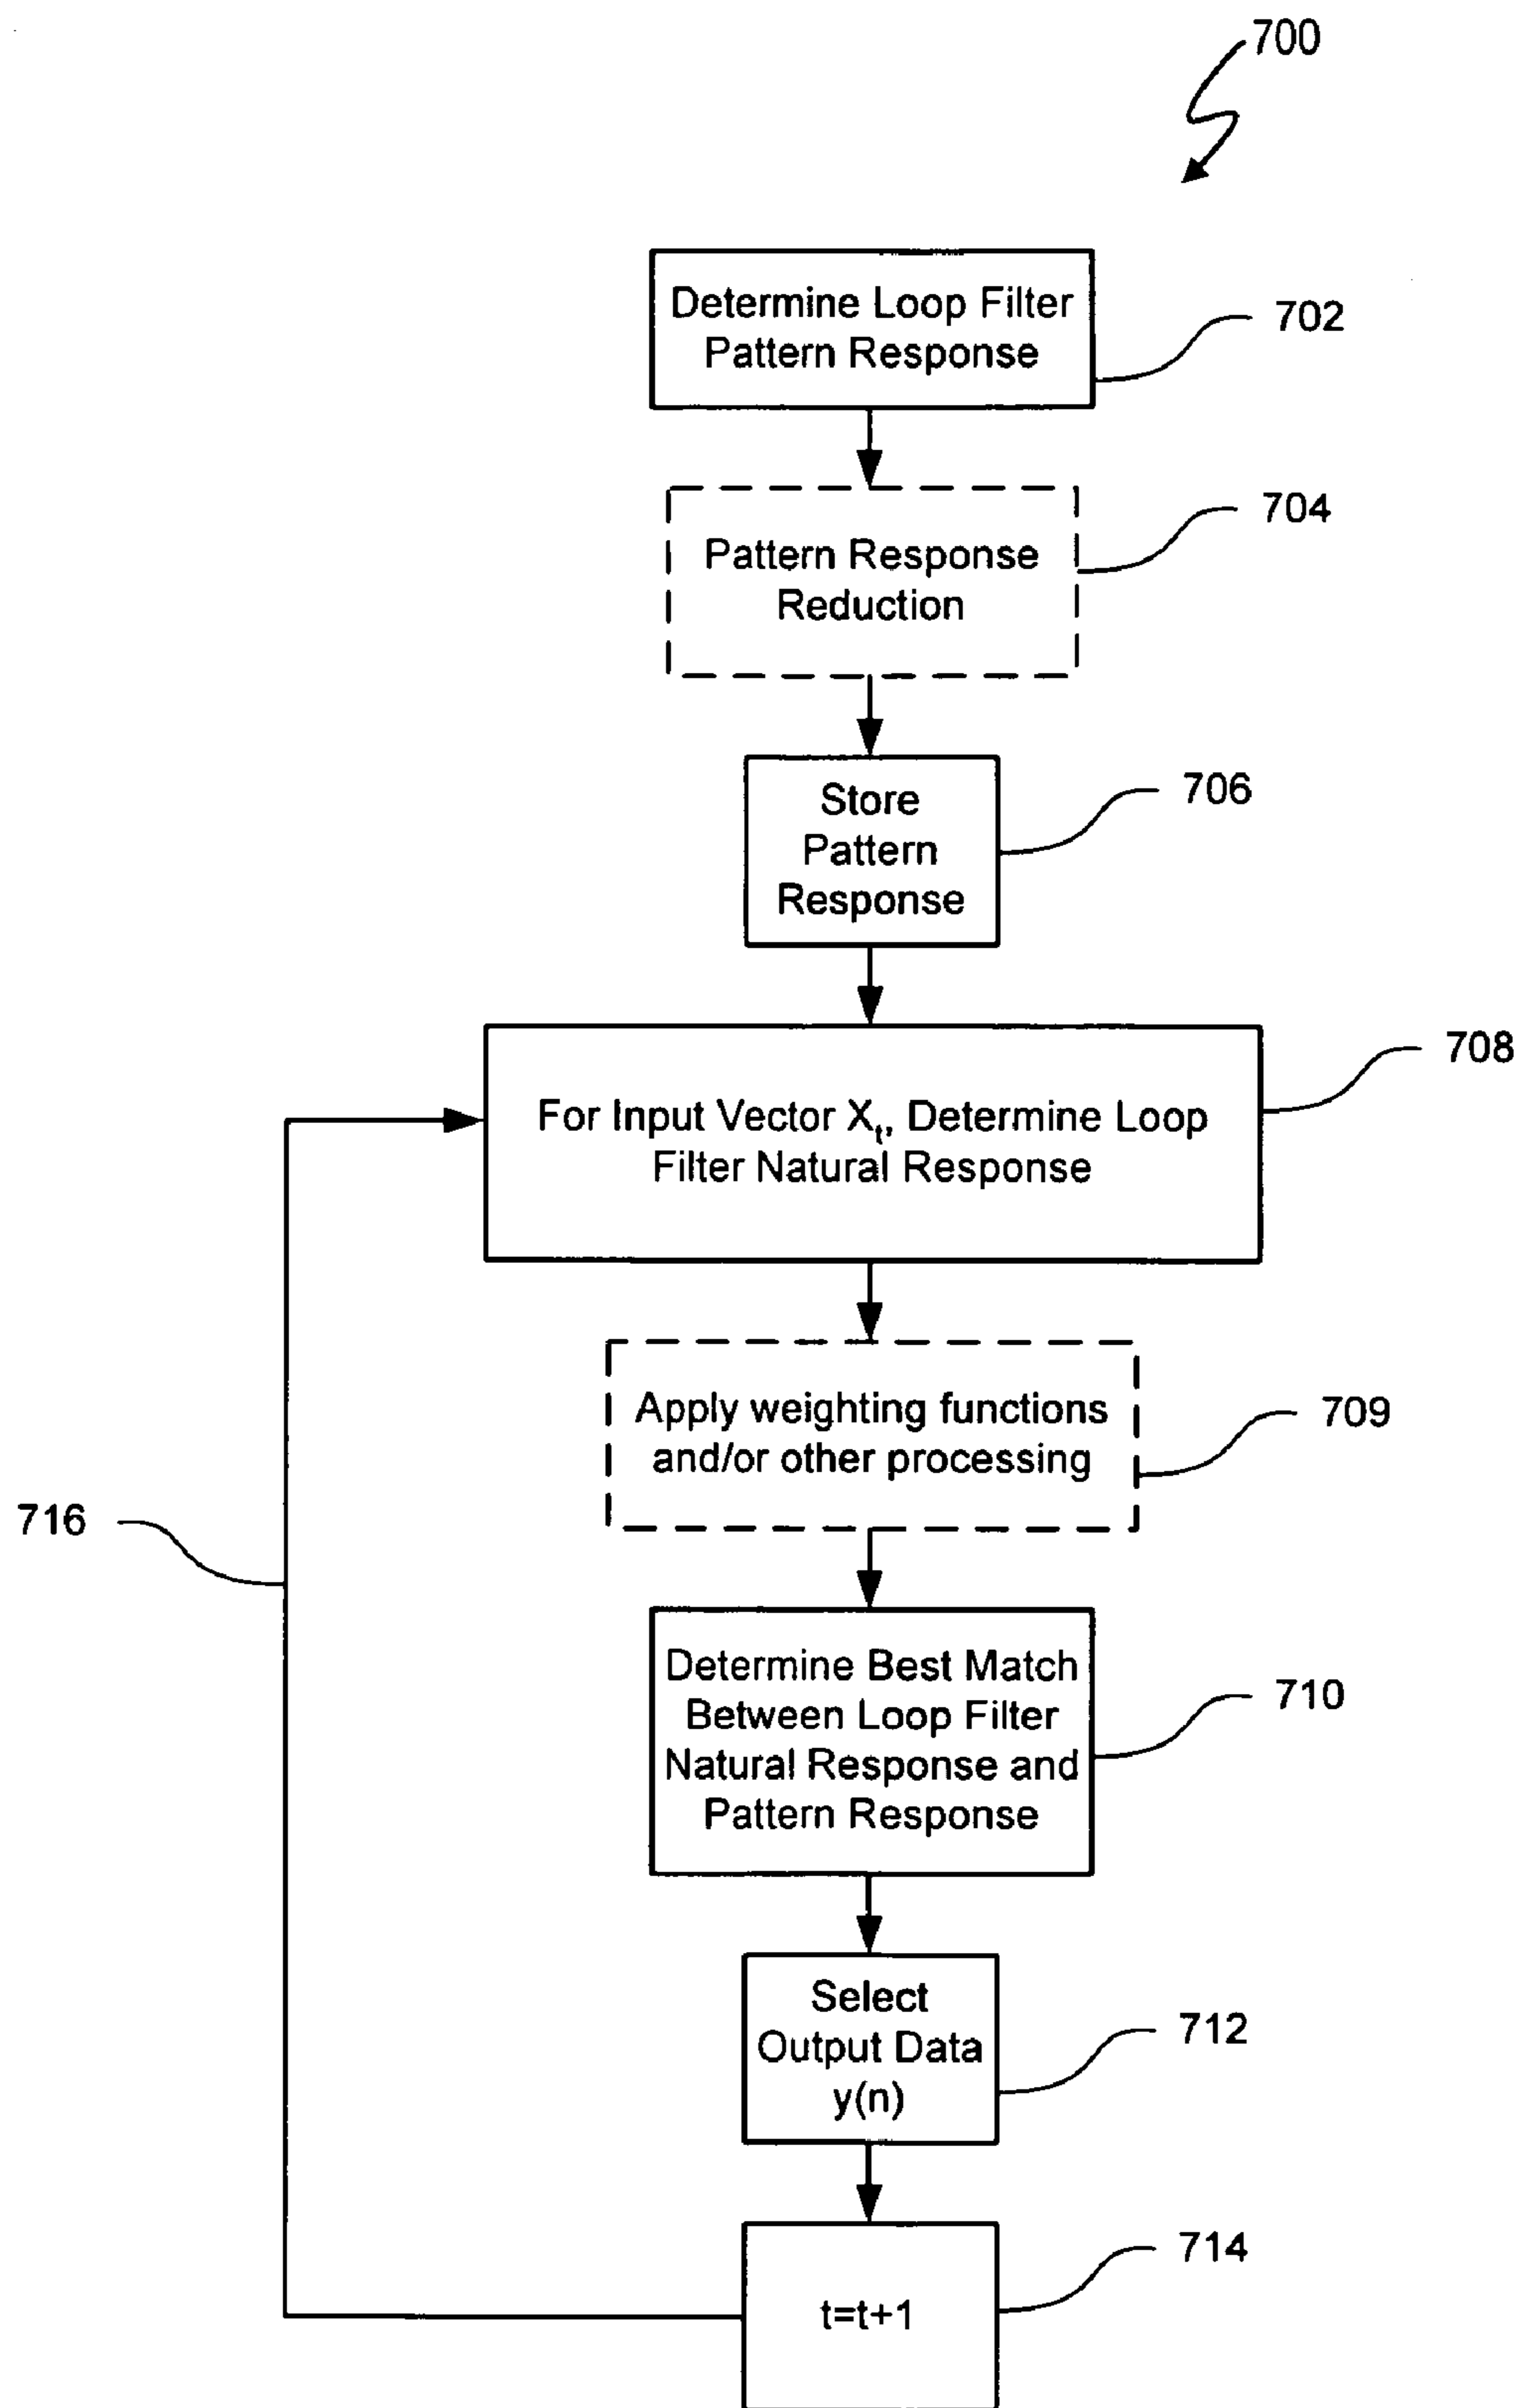 700
Determine Loop Filter
Pattern Response
702
704
Pattern Response
Reduction
706
Store
Pattern
Response
708
For Input Vector Xt, Determine Loop
Filter Natural Response
Apply weighting functions
and/or other processing
709
716
Determine Best Match
Between Loop Filter
Natural Response and
Pattern Response
710
Select
Output Data
y(n)
712
714
t=t+1